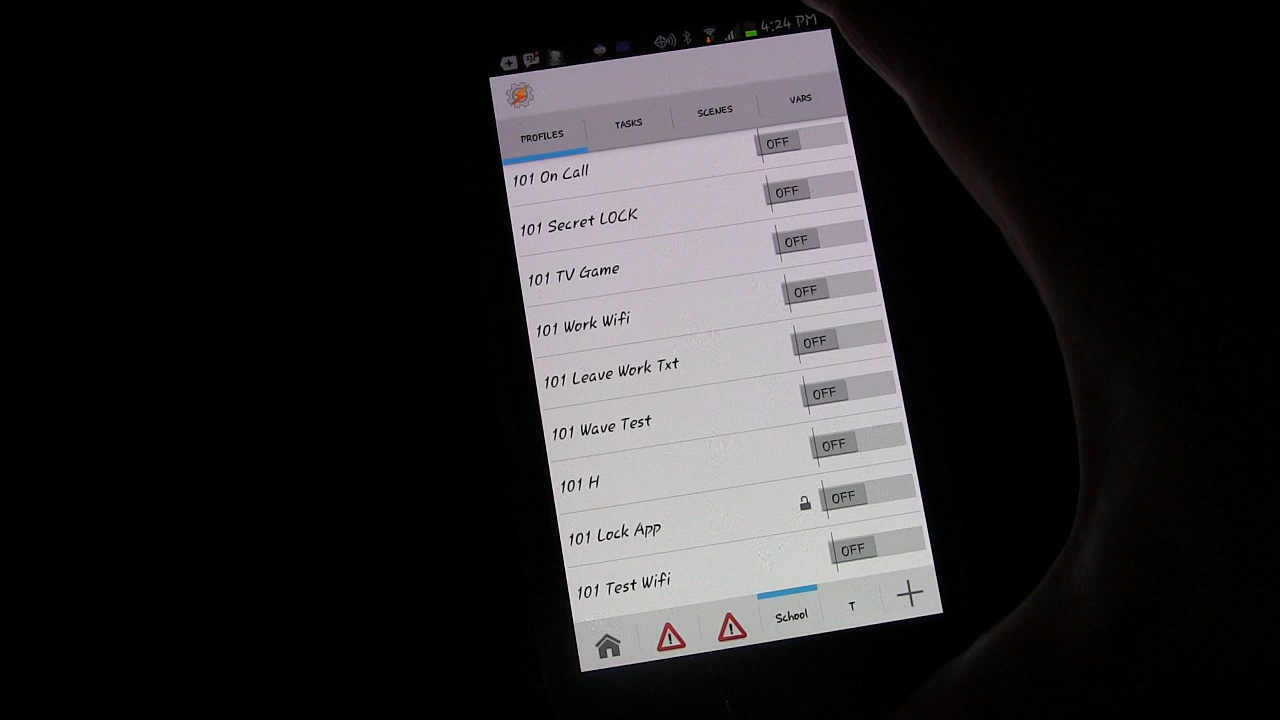 4:24 PM
PROFILES TASKS SCENES VARS
101 On Call OFF
101 Secret LOCK OFF
101 TV Game OFF
101 Work Wifi OFF
101 Leave Work Txt OFF
101 Wave Test OFF
101 H OFF
101 Lock App OFF
101 Test Wifi OFF
School T